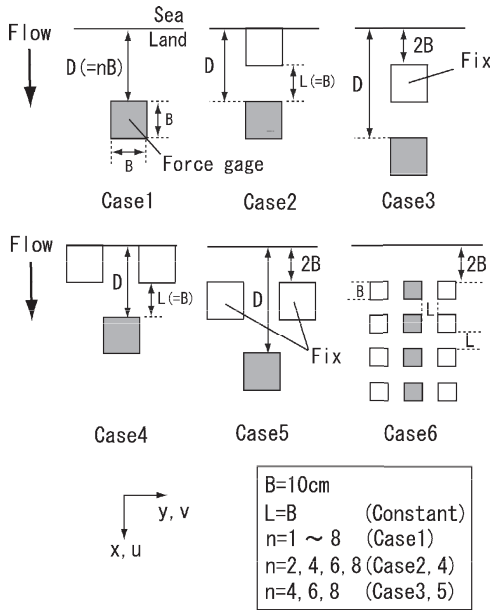 Flow
Sea
Land
D(=nB)
B
B
Force gage
Case1
D
L(=B)
Case2
D
2B
Fix
Case3
Flow
D
L(=B)
Case4
D
2B
Fix
Case5
2B
B
L
L
Case6
y, v
x, u
B=10cm
L=B (Constant)
n=1 ~ 8 (Case1)
n=2, 4, 6, 8 (Case2, 4)
n=4, 6, 8 (Case3, 5)